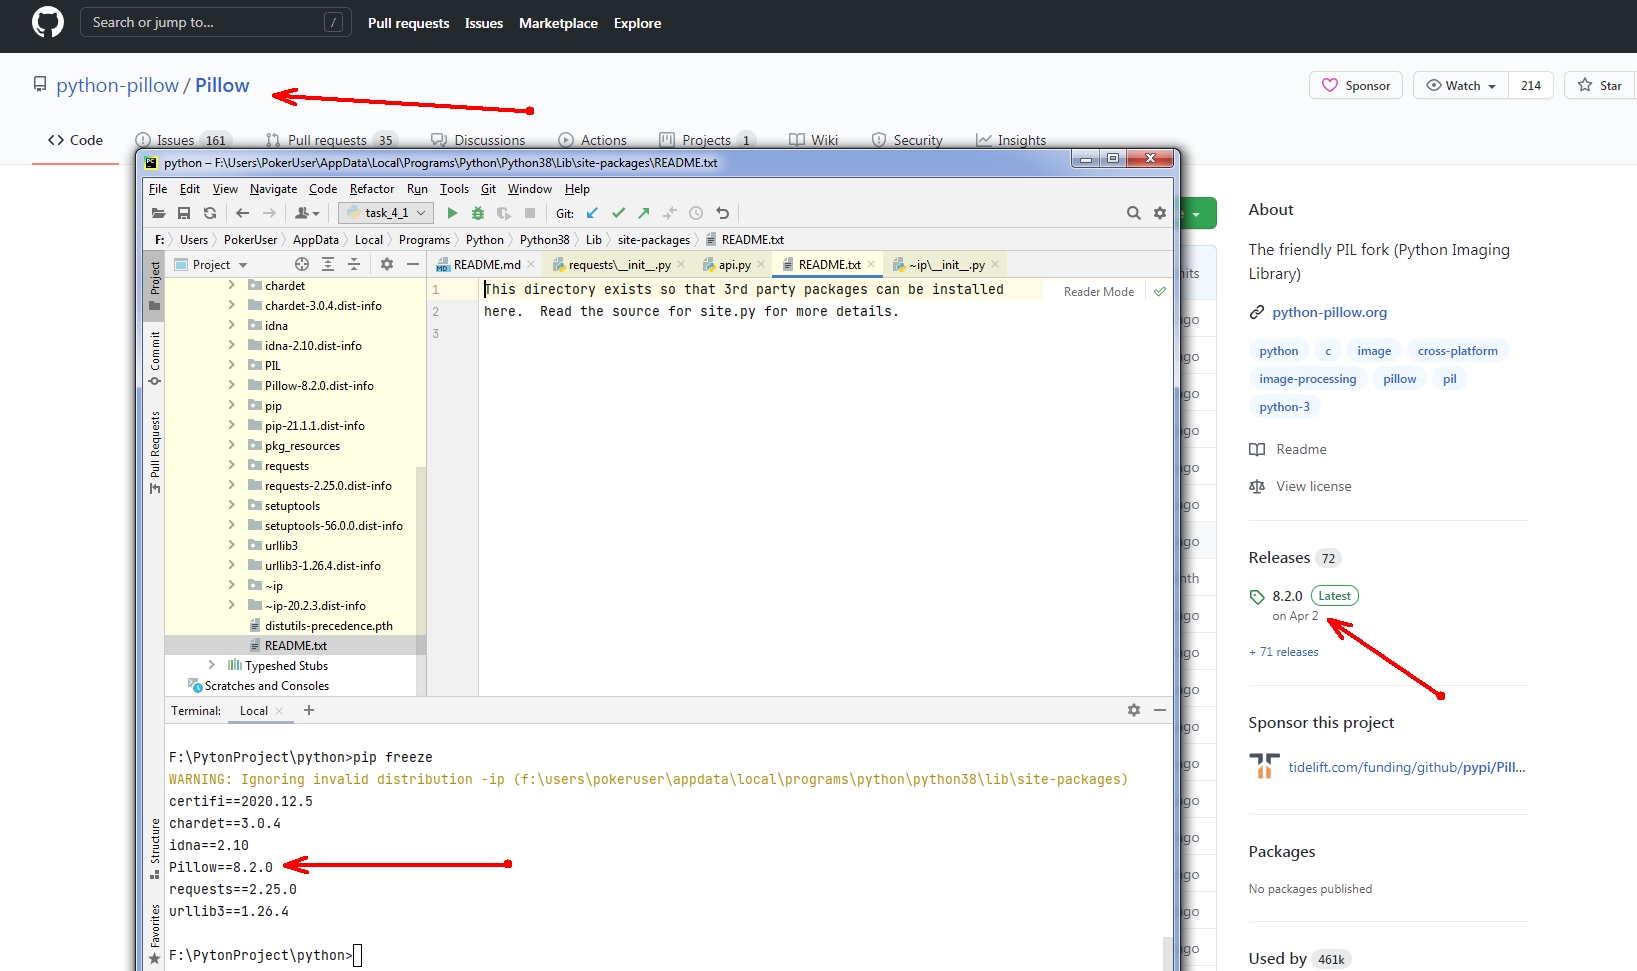 Search or jump to... /
Pull requests Issues Marketplace Explore
python-pillow / Pillow
Sponsor Watch 214 Star
Code Issues 161 Pull requests 35 Discussions Actions Projects 1 Wiki Security Insights
python – F:\Users\PokerUser\AppData\Local\Programs\Python\Python38\Lib\site-packages\README.txt
File Edit View Navigate Code Refactor Run Tools Git Window Help
task_4_1 Git:
F: Users PokerUser AppData Local Programs Python Python38 Lib site-packages README.txt
Project
README.md requests\__init__.py api.py README.txt ~ip\__init__.py
Project
Commit
Pull Requests
Structure
Favorites
chardet
chardet-3.0.4.dist-info
idna
idna-2.10.dist-info
PIL
Pillow-8.2.0.dist-info
pip
pip-21.1.1.dist-info
pkg_resources
requests
requests-2.25.0.dist-info
setuptools
setuptools-56.0.0.dist-info
urllib3
urllib3-1.26.4.dist-info
~ip
~ip-20.2.3.dist-info
distutils-precedence.pth
README.txt
Typeshed Stubs
Scratches and Consoles
1 This directory exists so that 3rd party packages can be installed
2 here.  Read the source for site.py for more details.
3
Reader Mode
Terminal: Local +
F:\PytonProject\python>pip freeze
WARNING: Ignoring invalid distribution -ip (f:\users\pokeruser\appdata\local\programs\python\python38\lib\site-packages)
certifi==2020.12.5
chardet==3.0.4
idna==2.10
Pillow==8.2.0
requests==2.25.0
urllib3==1.26.4
F:\PytonProject\python>
About
The friendly PIL fork (Python Imaging
Library)
python-pillow.org
python c image cross-platform
image-processing pillow pil
python-3
Readme
View license
Releases 72
8.2.0 Latest
on Apr 2
+ 71 releases
Sponsor this project
tidelift.com/funding/github/pypi/Pill...
Packages
No packages published
Used by 461k